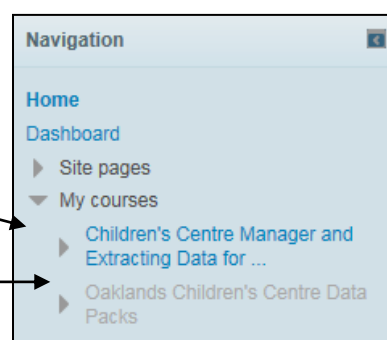 Navigation
Home
Dashboard
Site pages
My courses
Children's Centre Manager and
Extracting Data for ...
Oaklands Children's Centre Data
Packs